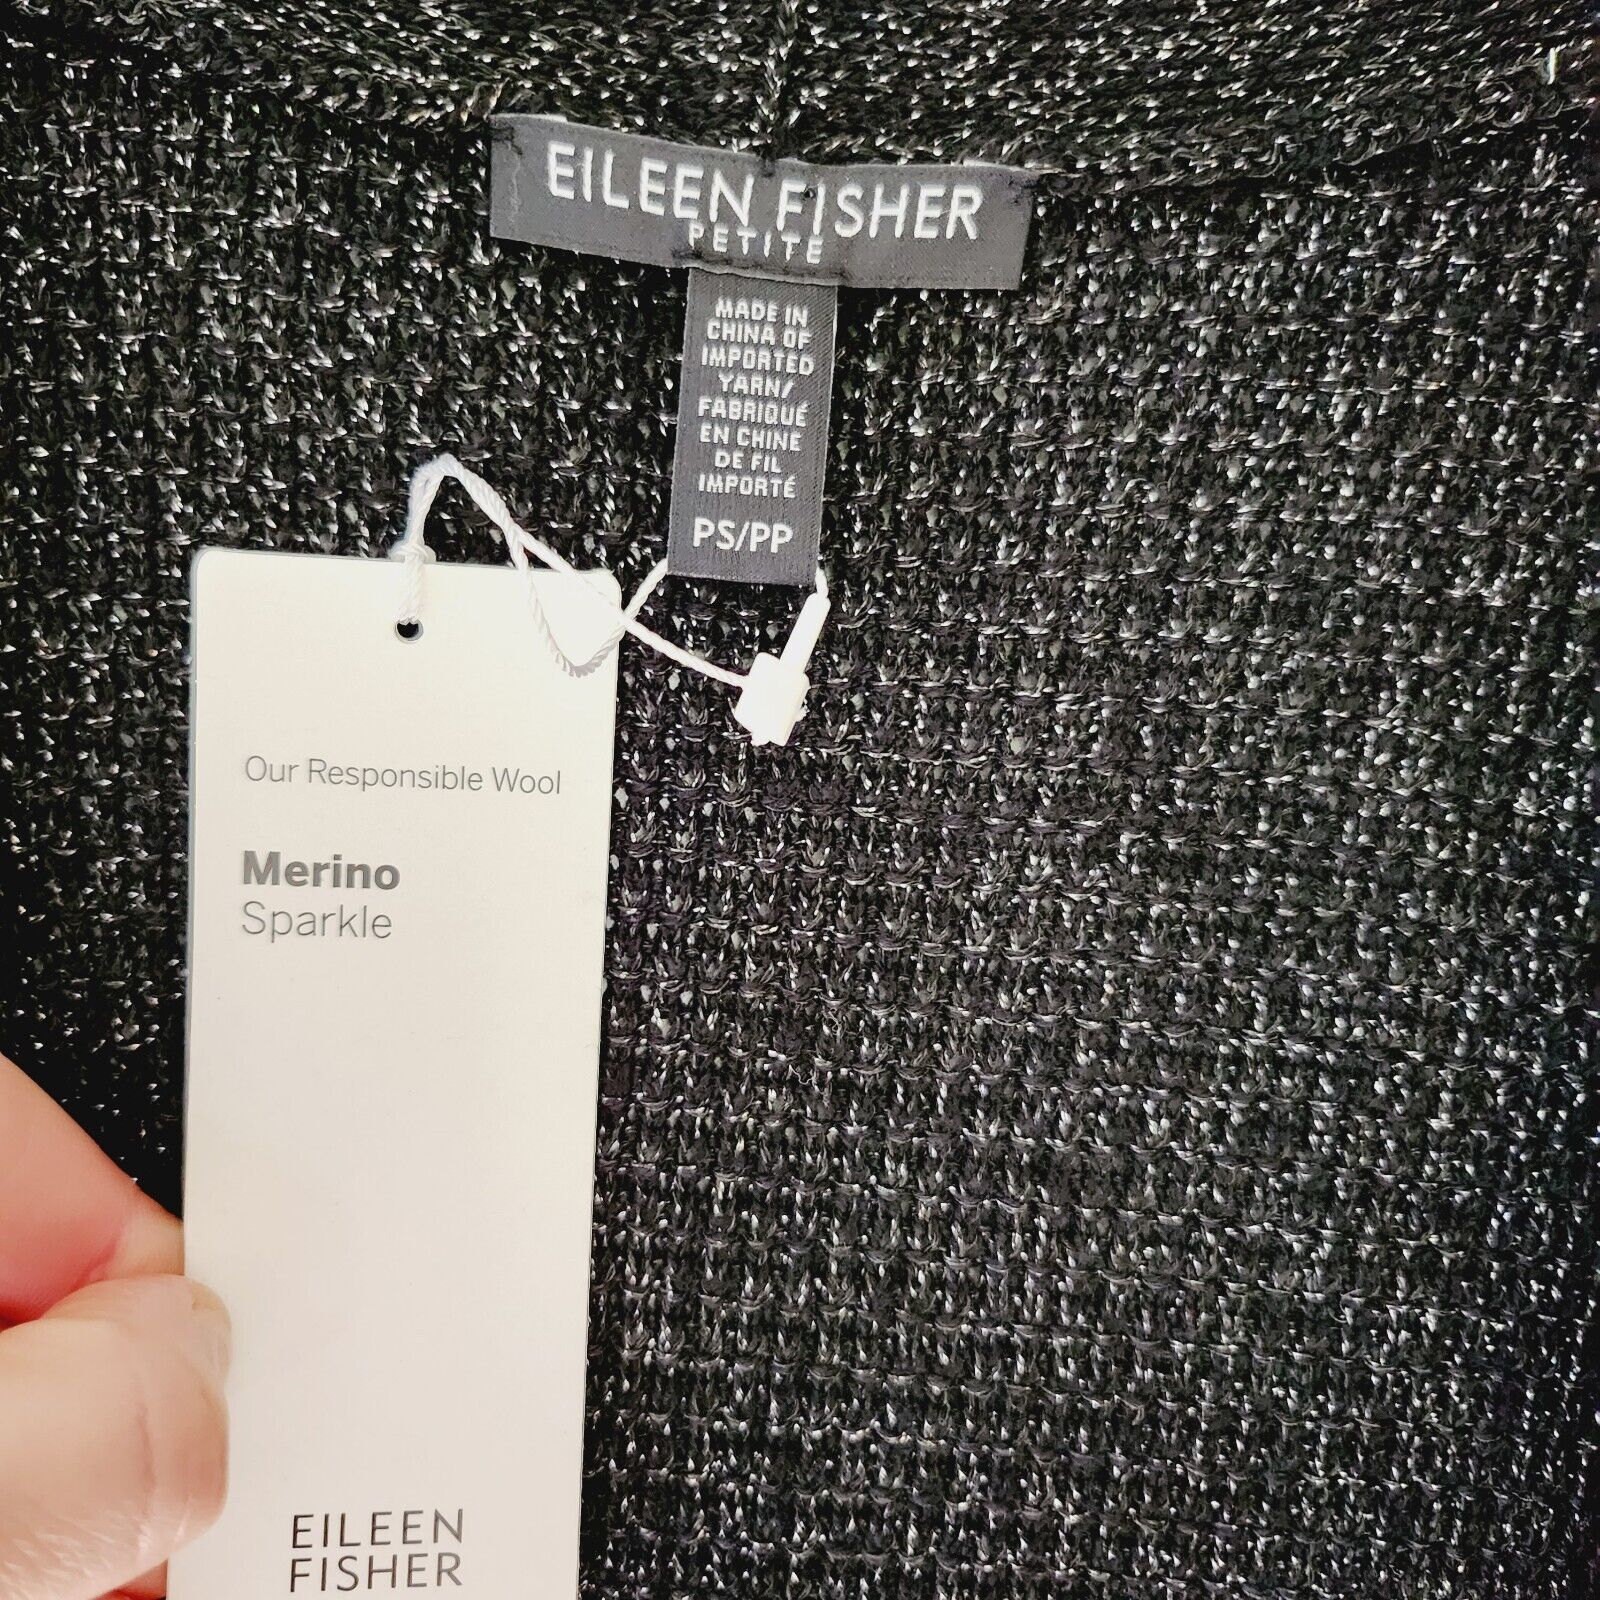 EILEEN FISHER
PETITE
MADE IN
CHINA OF
IMPORTED
YARN/
FABRIQUÉ
EN CHINE
DE FIL
IMPORTÉ
PS/PP
Our Responsible Wool
Merino
Sparkle
EILEEN
FISHER